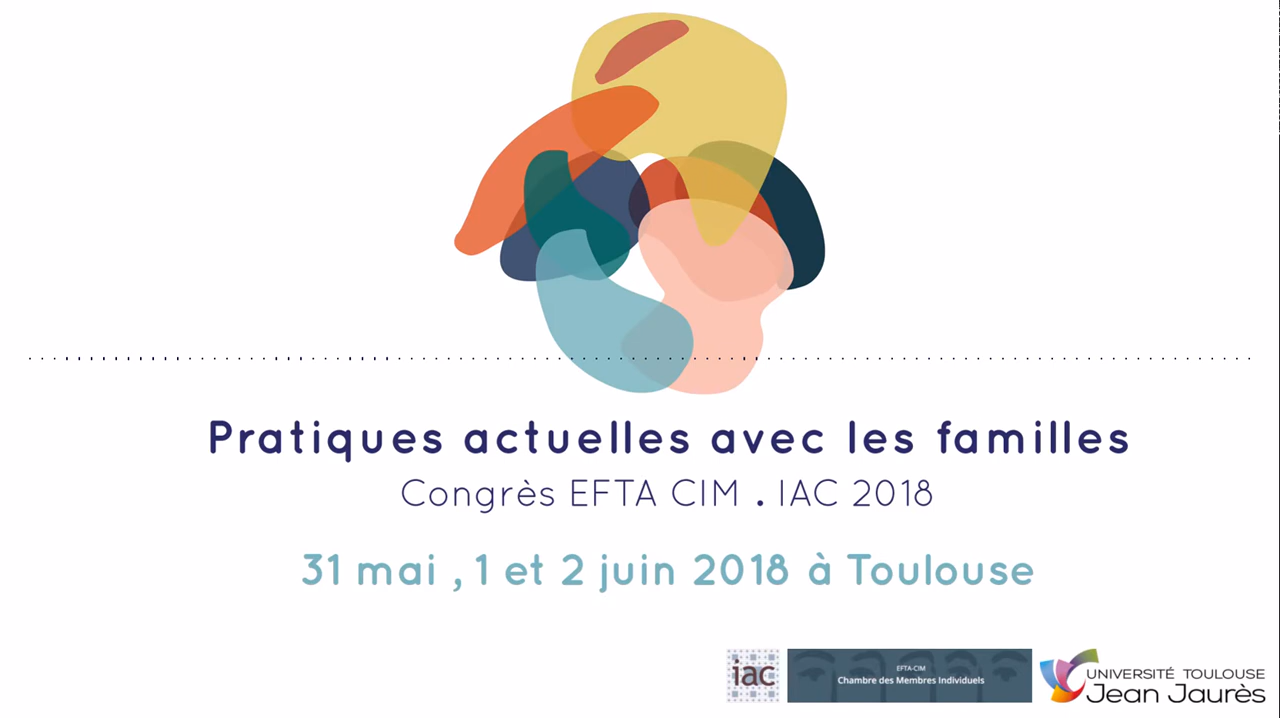 Pratiques actuelles avec les familles
Congrès EFTA CIM . IAC 2018
31 mai , 1 et 2 juin 2018 à Toulouse
iac
EFTA-CIM
Chambre des Membres Individuels
UNIVERSITÉ TOULOUSE
Jean Jaurès